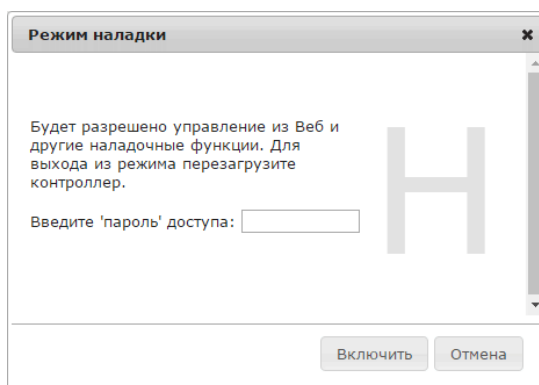 Режим наладки
Будет разрешено управление из Веб и
другие наладочные функции. Для
выхода из режима перезагрузите
контроллер.
Введите 'пароль' доступа:
Н
Включить Отмена